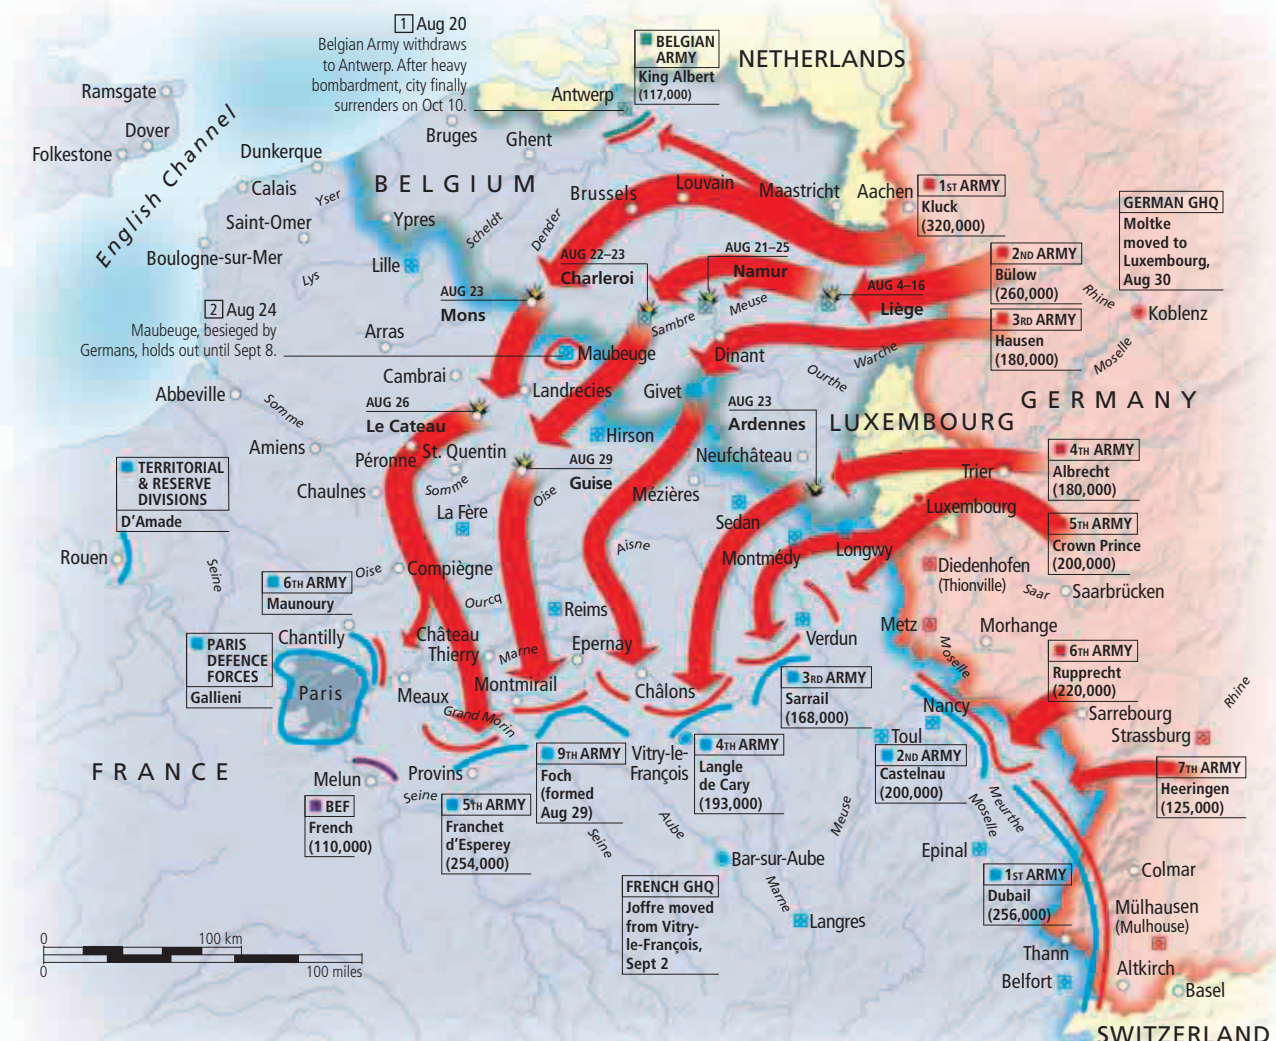 1 Aug 20
Belgian Army withdraws
to Antwerp. After heavy
bombardment, city finally
surrenders on Oct 10.
BELGIAN
ARMY
King Albert
(117,000)
NETHERLANDS
Antwerp
Ramsgate
Dover
Folkestone
English Channel
Bruges
Ghent
Dunkerque
Calais
Yser
BELGIUM
Brussels
Louvain
Maastricht
Aachen
1ST ARMY
Kluck
(320,000)
GERMAN GHQ
Moltke
moved to
Luxembourg,
Aug 30
Saint-Omer
Ypres
Scheldt
Dender
Boulogne-sur-Mer
Lille
Lys
AUG 22–23
Charleroi
AUG 21–25
Namur
AUG 4–16
Liège
2ND ARMY
Bülow
(260,000)
Rhine
Koblenz
AUG 23
Mons
Sambre
Meuse
3RD ARMY
Hausen
(180,000)
Moselle
2 Aug 24
Maubeuge, besieged by
Germans, holds out until Sept 8.
Arras
Maubeuge
Dinant
Warche
Ourthe
Cambrai
Landrecies
Givet
Abbeville
Somme
AUG 26
Le Cateau
AUG 23
Ardennes
LUXEMBOURG
GERMANY
Amiens
Péronne
St. Quentin
Hirson
AUG 29
Guise
Neufchâteau
Trier
4TH ARMY
Albrecht
(180,000)
TERRITORIAL
& RESERVE
DIVISIONS
D'Amade
Chaulnes
Somme
La Fère
Oise
Mézières
Sedan
Luxembourg
5TH ARMY
Crown Prince
(200,000)
Rouen
Seine
Aisne
Montmédy
Longwy
Diedenhofen
(Thionville)
Saar
Saarbrücken
6TH ARMY
Maunoury
Oise
Compiègne
Ourcq
Reims
Verdun
Metz
Morhange
Chantilly
Château
Thierry
Marne
Epernay
Moselle
6TH ARMY
Rupprecht
(220,000)
Rhine
PARIS
DEFENCE
FORCES
Gallieni
Paris
Meaux
Montmirail
Châlons
3RD ARMY
Sarrail
(168,000)
Nancy
Sarrebourg
Strassburg
Grand Morin
Toul
FRANCE
Melun
Provins
Seine
9TH ARMY
Foch
(formed
Aug 29)
Vitry-le-
François
4TH ARMY
Langle
de Cary
(193,000)
2ND ARMY
Castelnau
(200,000)
7TH ARMY
Heeringen
(125,000)
BEF
French
(110,000)
5TH ARMY
Franchet
d'Esperey
(254,000)
Seine
Aube
Meuse
Moselle
Meurthe
Bar-sur-Aube
Epinal
Colmar
FRENCH GHQ
Joffre moved
from Vitry-
le-François,
Sept 2
Marne
Langres
1ST ARMY
Dubail
(256,000)
Mülhausen
(Mulhouse)
0 100 km
0 100 miles
Thann
Belfort
Altkirch
Basel
SWITZERLAND